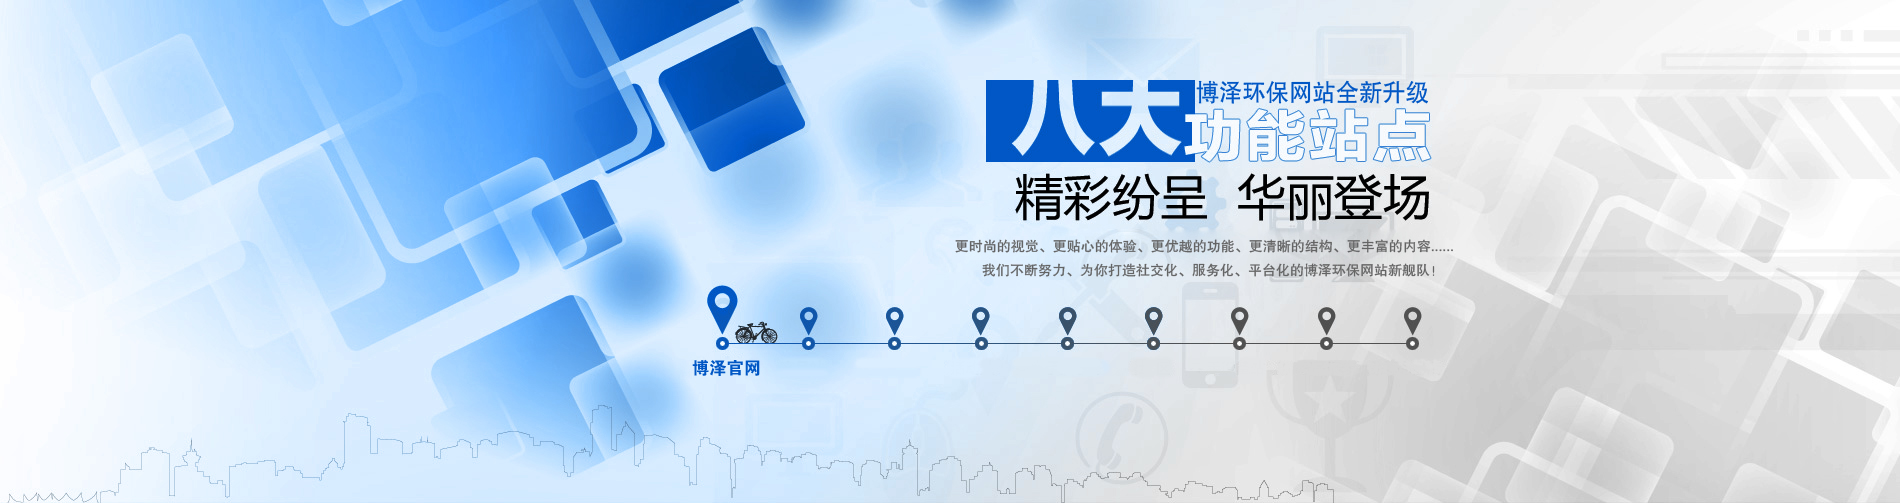 八大
博泽环保网站全新升级
功能站点
精彩纷呈 华丽登场
更时尚的视觉、更贴心的体验、更优越的功能、更清晰的结构、更丰富的内容......
我们不断努力、为你打造社交化、服务化、平台化的博泽环保网站新舰队！
博泽官网